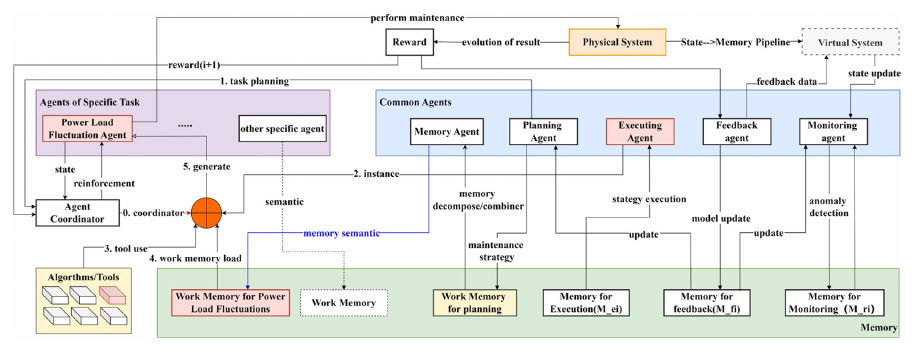 perform maintenance
Reward
evolution of result
Physical System
State-->Memory Pipeline
Virtual System
reward(i+1)
1. task planning
feedback data
state update
Agents of Specific Task
Common Agents
Power Load
Fluctuation Agent
.....
other specific agent
Memory Agent
Planning
Agent
Executing
Agent
Feedback
agent
Monitoring
agent
5. generate
state
reinforcement
2. instance
semantic
memory
decompose/combiner
stategy execution
anomaly
detection
Agent
Coordinator
0. coordinator
model update
memory semantic
update
update
3. tool use
4. work memory load
maintenance
strategy
Algorithms/Tools
Work Memory for Power
Load Fluctuations
Work Memory
Work Memory
for planning
Memory for
Execution(M_ei)
Memory for
feedback(M_fi)
Memory for
Monitoring（M_ri）
Memory